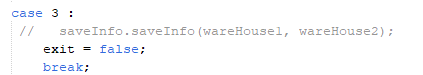 case 3 :
//   saveInfo.saveInfo(wareHouse1, wareHouse2);
exit = false;
break;